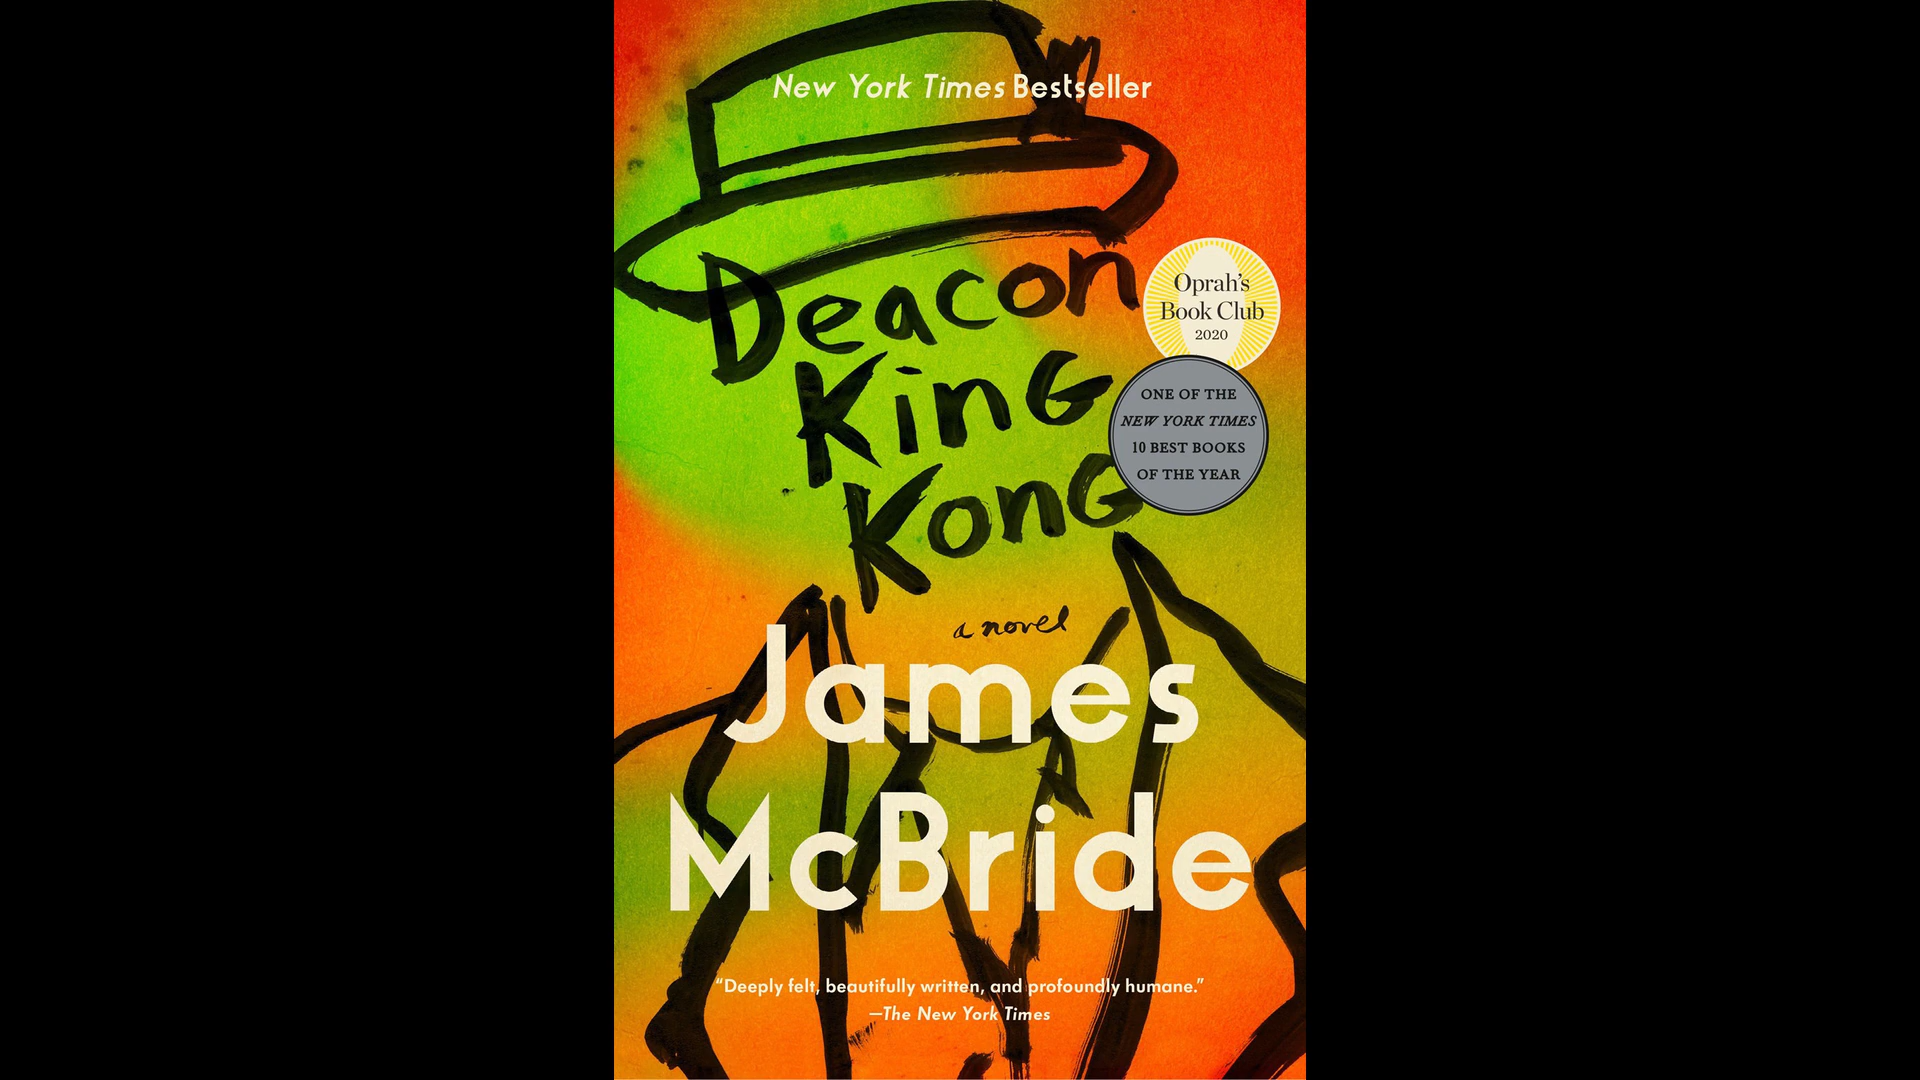 New York Times Bestseller
Deacon
King
Kong
Oprah's
Book Club
2020
ONE OF THE
NEW YORK TIMES
10 BEST BOOKS
OF THE YEAR
a novel
James
McBride
“Deeply felt, beautifully written, and profoundly humane.”
—The New York Times